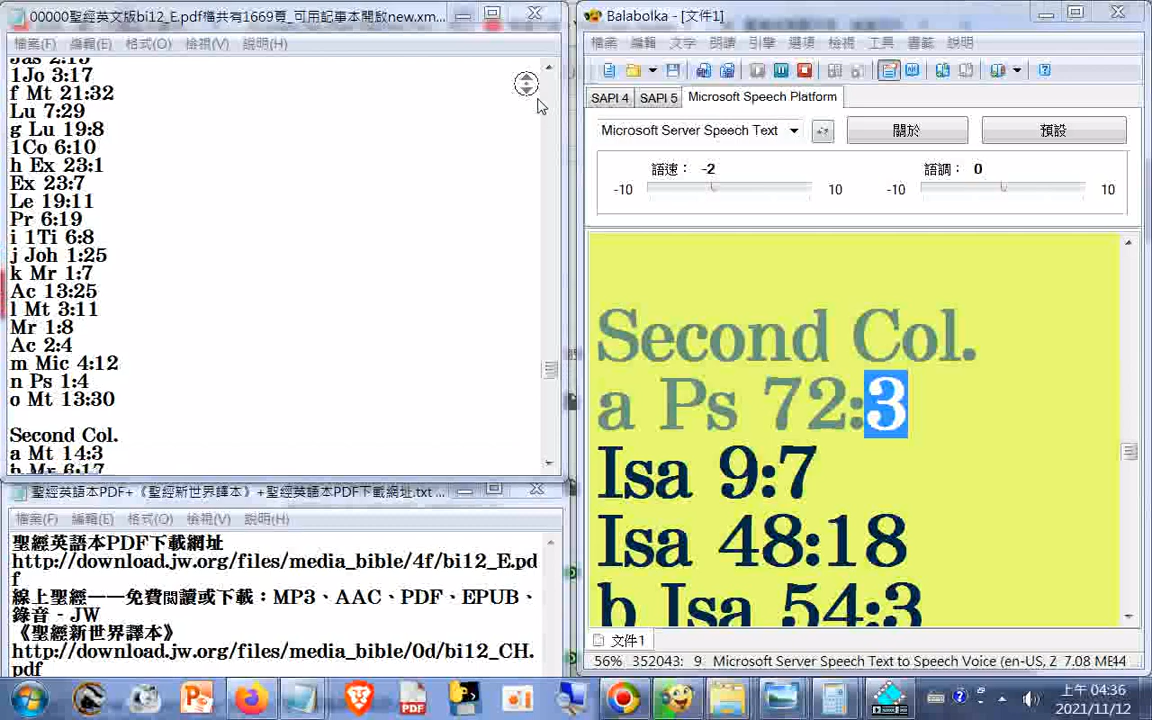 00000聖經英文版bi12_E.pdf檔共有1669頁_可用記事本開啟new.xm...
檔案(F) 編輯(E) 格式(O) 檢視(V) 說明(H)
Jas 2:15
1Jo 3:17
f Mt 21:32
Lu 7:29
g Lu 19:8
1Co 6:10
h Ex 23:1
Ex 23:7
Le 19:11
Pr 6:19
i 1Ti 6:8
j Joh 1:25
k Mr 1:7
Ac 13:25
l Mt 3:11
Mr 1:8
Ac 2:4
m Mic 4:12
n Ps 1:4
o Mt 13:30
Second Col.
a Mt 14:3
b Mr 6:17
聖經英語本PDF+《聖經新世界譯本》+聖經英語本PDF下載網址.txt ...
檔案(F) 編輯(E) 格式(O) 檢視(V) 說明(H)
聖經英語本PDF下載網址
http://download.jw.org/files/media_bible/4f/bi12_E.pd
f
線上聖經——免費閱讀或下載：MP3、AAC、PDF、EPUB、
錄音 - JW
《聖經新世界譯本》
http://download.jw.org/files/media_bible/0d/bi12_CH.
pdf
Balabolka - [文件1]
檔案 編輯 文字 朗讀 引擎 選項 檢視 工具 書籤 說明
SAPI 4 SAPI 5 Microsoft Speech Platform
Microsoft Server Speech Text 關於 預設
語速： -2 語調： 0
-10 10 -10 10
Second Col.
a Ps 72:3
Isa 9:7
Isa 48:18
b Isa 54:3
文件1
56% 352043: 9 Microsoft Server Speech Text to Speech Voice (en-US, Z 7.08 ME44
PDF
上午 04:36
2021/11/12